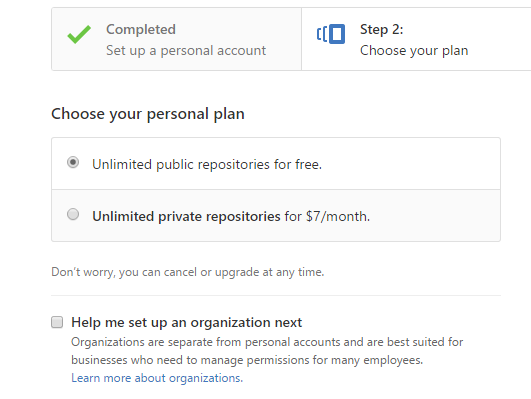 Completed
Set up a personal account
Step 2:
Choose your plan
Choose your personal plan
Unlimited public repositories for free.
Unlimited private repositories for $7/month.
Don't worry, you can cancel or upgrade at any time.
Help me set up an organization next
Organizations are separate from personal accounts and are best suited for
businesses who need to manage permissions for many employees.
Learn more about organizations.